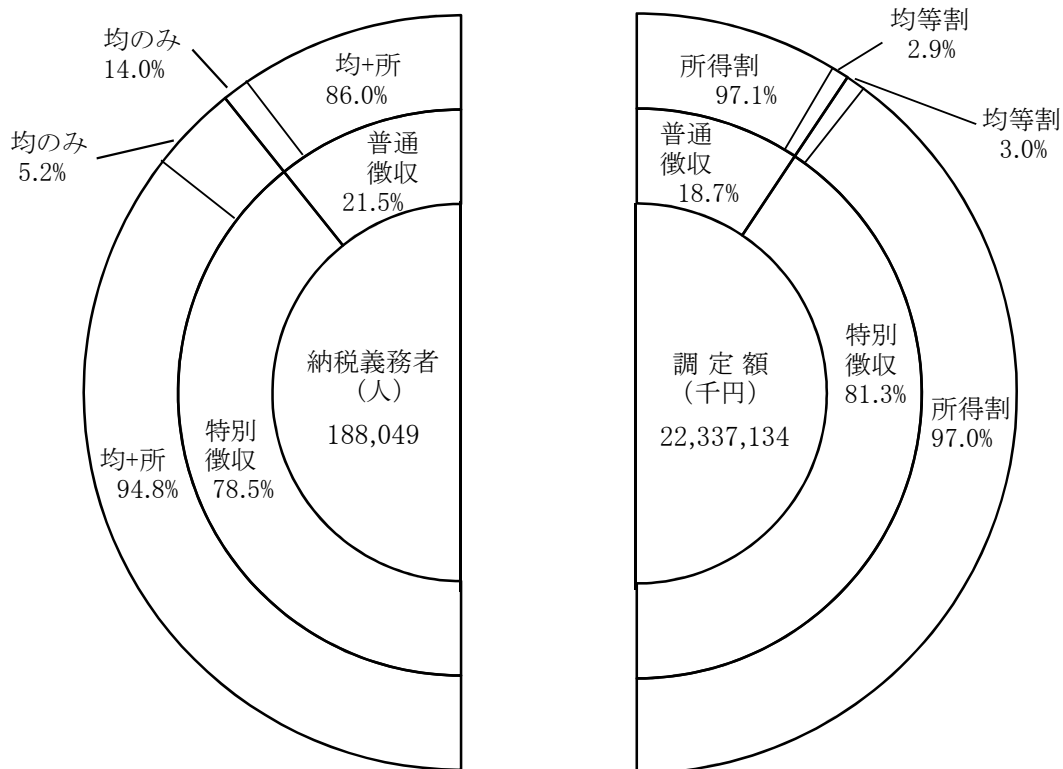 均のみ
14.0%
均+所
86.0%
均のみ
5.2%
普通
徴収
21.5%
納税義務者
(人)
188,049
特別
徴収
78.5%
均+所
94.8%
均等割
2.9%
所得割
97.1%
均等割
3.0%
普通
徴収
18.7%
特別
徴収
81.3%
調 定 額
(千円)
22,337,134
所得割
97.0%